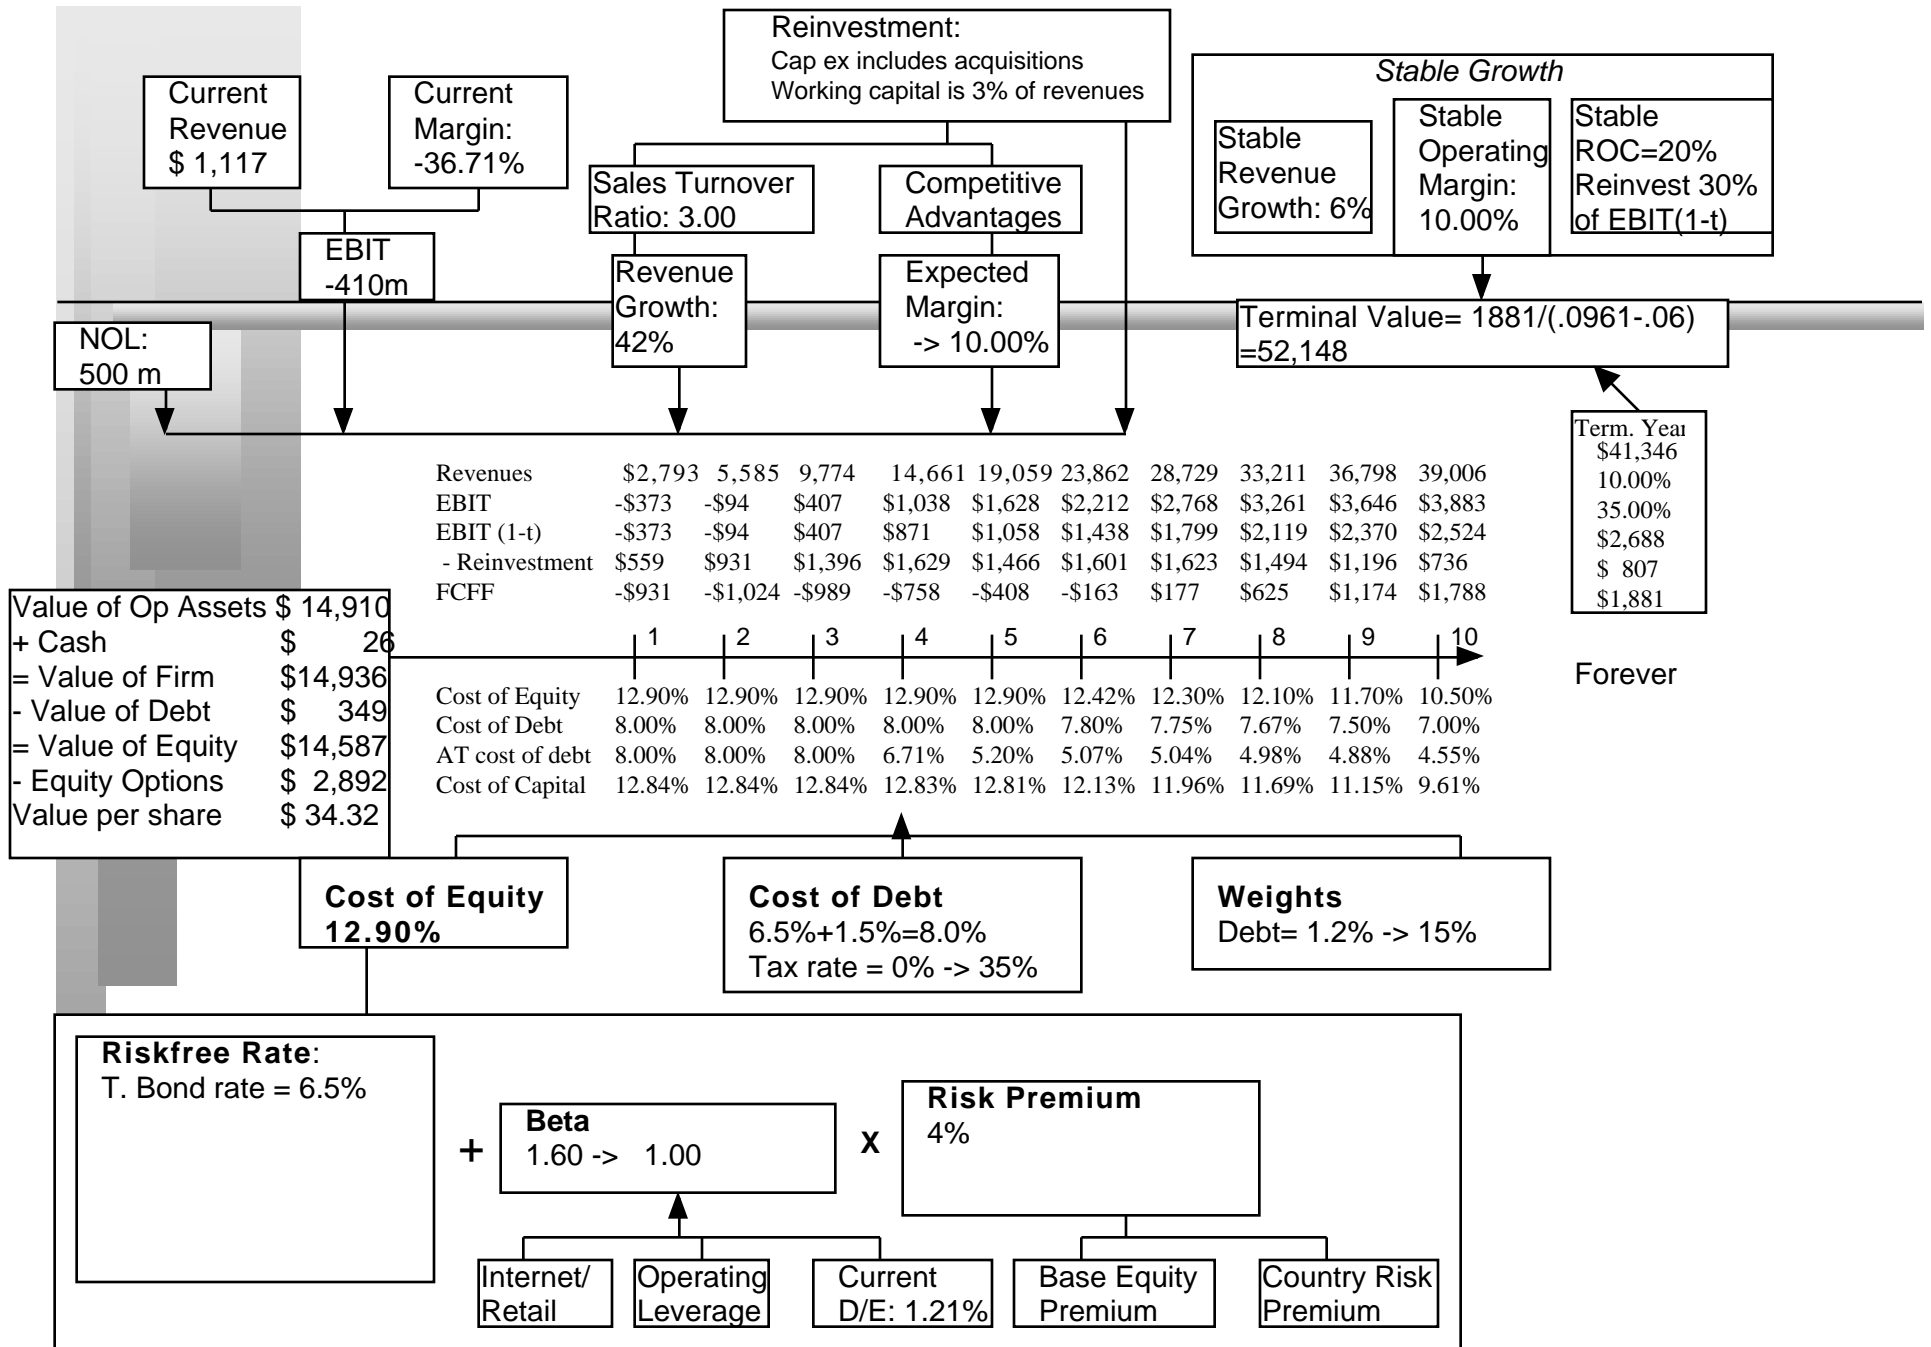 Reinvestment:
Cap ex includes acquisitions
Working capital is 3% of revenues
Current
Revenue
$ 1,117
Current
Margin:
-36.71%
Stable Growth
Stable
Revenue
Growth: 6%
Stable
Operating
Margin:
10.00%
Stable
ROC=20%
Reinvest 30%
of EBIT(1-t)
Sales Turnover
Ratio: 3.00
Competitive
Advantages
EBIT
-410m
Revenue
Growth:
42%
Expected
Margin:
-> 10.00%
NOL:
500 m
Terminal Value= 1881/(.0961-.06)
=52,148
Term. Year
$41,346
10.00%
35.00%
$2,688
$ 807
$1,881
Revenues $2,793 5,585 9,774 14,661 19,059 23,862 28,729 33,211 36,798 39,006
EBIT -$373 -$94 $407 $1,038 $1,628 $2,212 $2,768 $3,261 $3,646 $3,883
EBIT (1-t) -$373 -$94 $407 $871 $1,058 $1,438 $1,799 $2,119 $2,370 $2,524
- Reinvestment $559 $931 $1,396 $1,629 $1,466 $1,601 $1,623 $1,494 $1,196 $736
FCFF -$931 -$1,024 -$989 -$758 -$408 -$163 $177 $625 $1,174 $1,788
1 2 3 4 5 6 7 8 9 10
Forever
Value of Op Assets $ 14,910
+ Cash $ 26
= Value of Firm $14,936
- Value of Debt $ 349
= Value of Equity $14,587
- Equity Options $ 2,892
Value per share $ 34.32
Cost of Equity 12.90% 12.90% 12.90% 12.90% 12.90% 12.42% 12.30% 12.10% 11.70% 10.50%
Cost of Debt 8.00% 8.00% 8.00% 8.00% 8.00% 7.80% 7.75% 7.67% 7.50% 7.00%
AT cost of debt 8.00% 8.00% 8.00% 6.71% 5.20% 5.07% 5.04% 4.98% 4.88% 4.55%
Cost of Capital 12.84% 12.84% 12.84% 12.83% 12.81% 12.13% 11.96% 11.69% 11.15% 9.61%
Cost of Equity
12.90%
Cost of Debt
6.5%+1.5%=8.0%
Tax rate = 0% -> 35%
Weights
Debt= 1.2% -> 15%
Riskfree Rate:
T. Bond rate = 6.5%
+
Beta
1.60 -> 1.00
X
Risk Premium
4%
Internet/
Retail
Operating
Leverage
Current
D/E: 1.21%
Base Equity
Premium
Country Risk
Premium